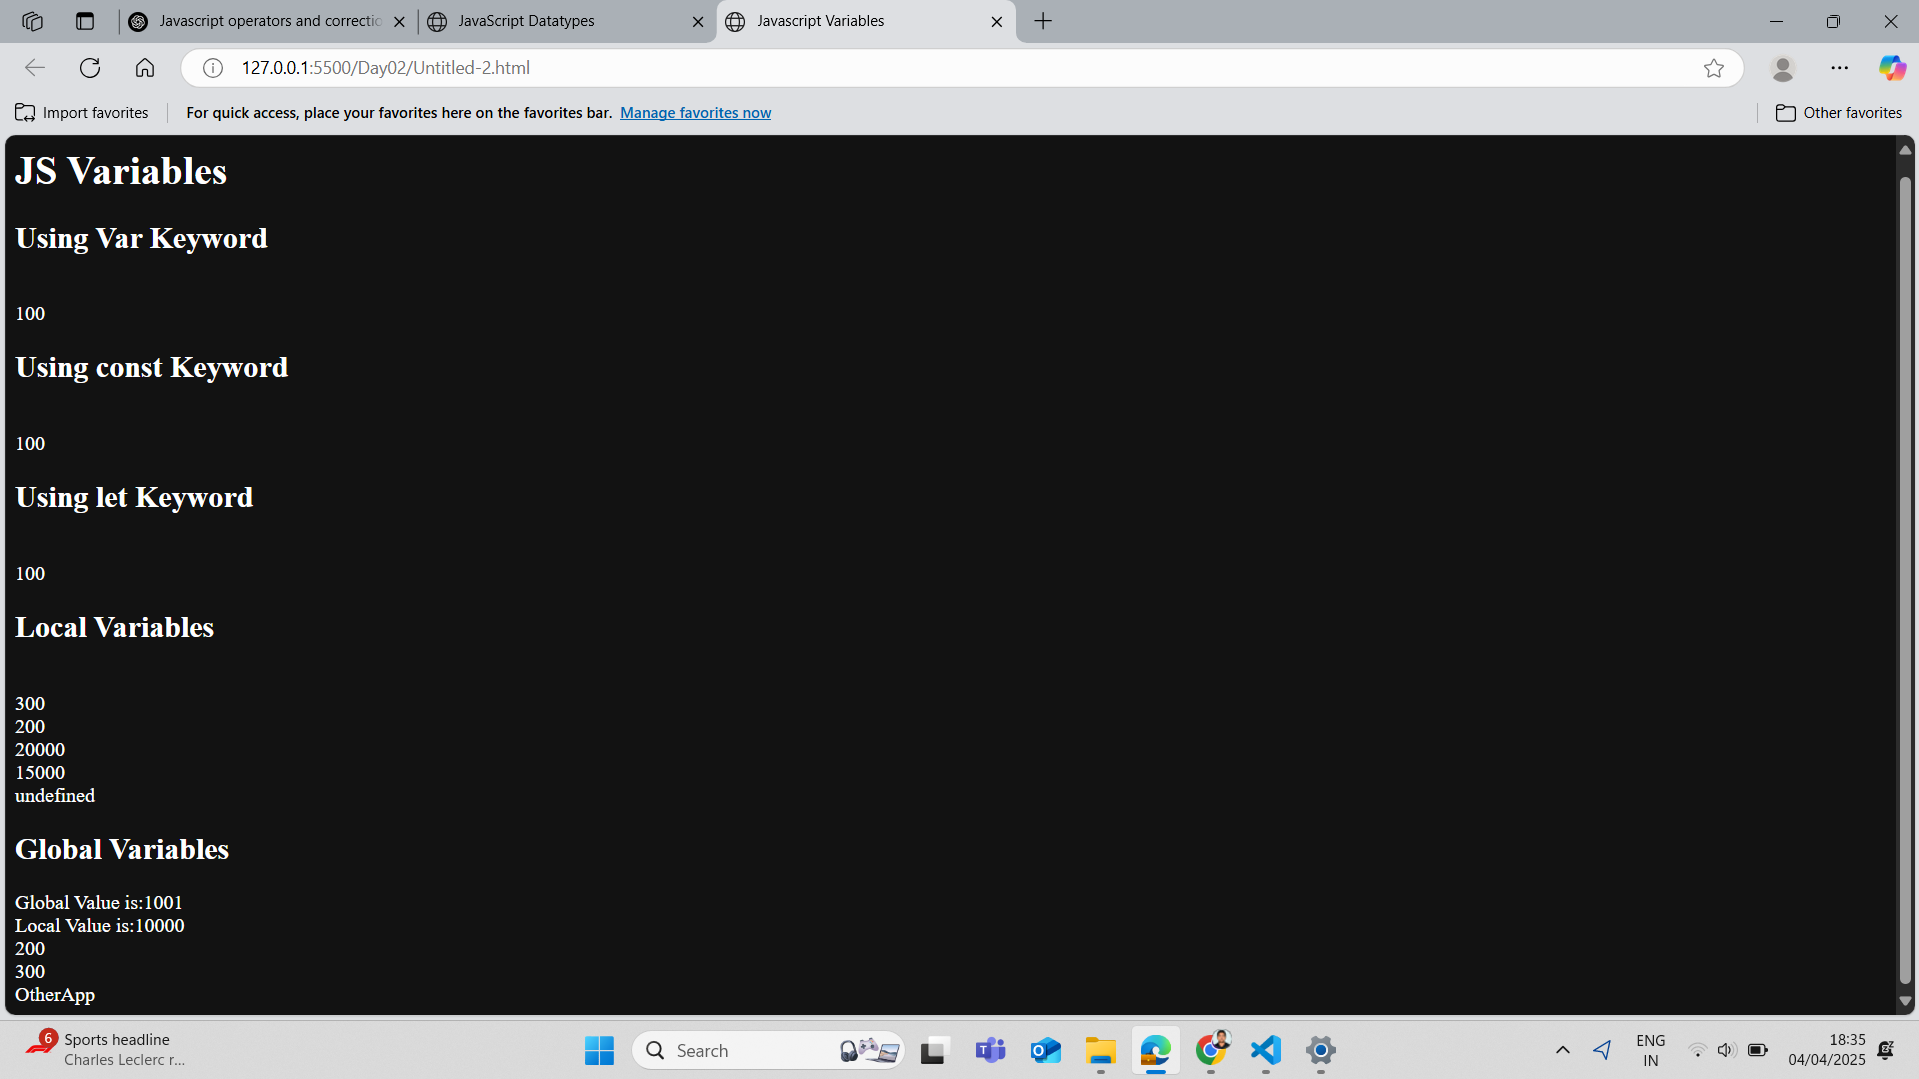 Javascript operators and correctio
JavaScript Datatypes
Javascript Variables
127.0.0.1:5500/Day02/Untitled-2.html
Import favorites
For quick access, place your favorites here on the favorites bar. Manage favorites now
Other favorites
JS Variables
Using Var Keyword
100
Using const Keyword
100
Using let Keyword
100
Local Variables
300
200
20000
15000
undefined
Global Variables
Global Value is:1001
Local Value is:10000
200
300
OtherApp
6
Sports headline
Charles Leclerc r...
Search
ENG
IN
18:35
04/04/2025